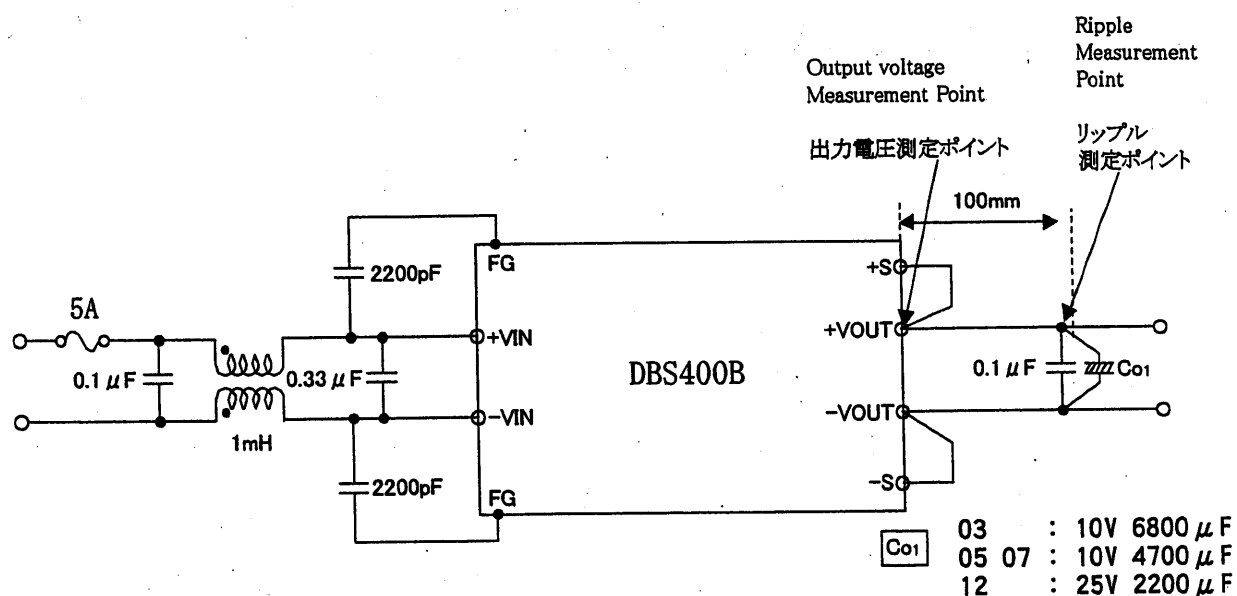 Ripple
Measurement
Point
Output voltage
Measurement Point
リップル
測定ポイント
出力電圧測定ポイント
100mm
FG
2200pF
+S
5A
+VIN
+VOUT
0.1μF
0.33μF
DBS400B
0.1μF
Co1
-VIN
-VOUT
1mH
2200pF
FG
-S
Co1
03 : 10V 6800μF
05 07 : 10V 4700μF
12 : 25V 2200μF